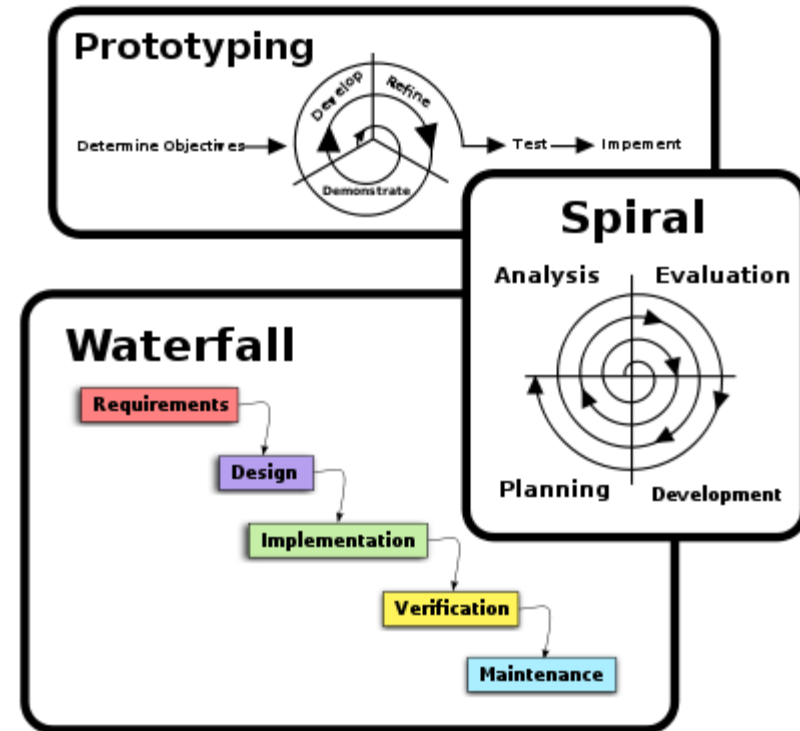 Prototyping
Develop
Refine
Determine Objectives
Test
Impement
Demonstrate
Spiral
Analysis
Evaluation
Planning
Development
Waterfall
Requirements
Design
Implementation
Verification
Maintenance